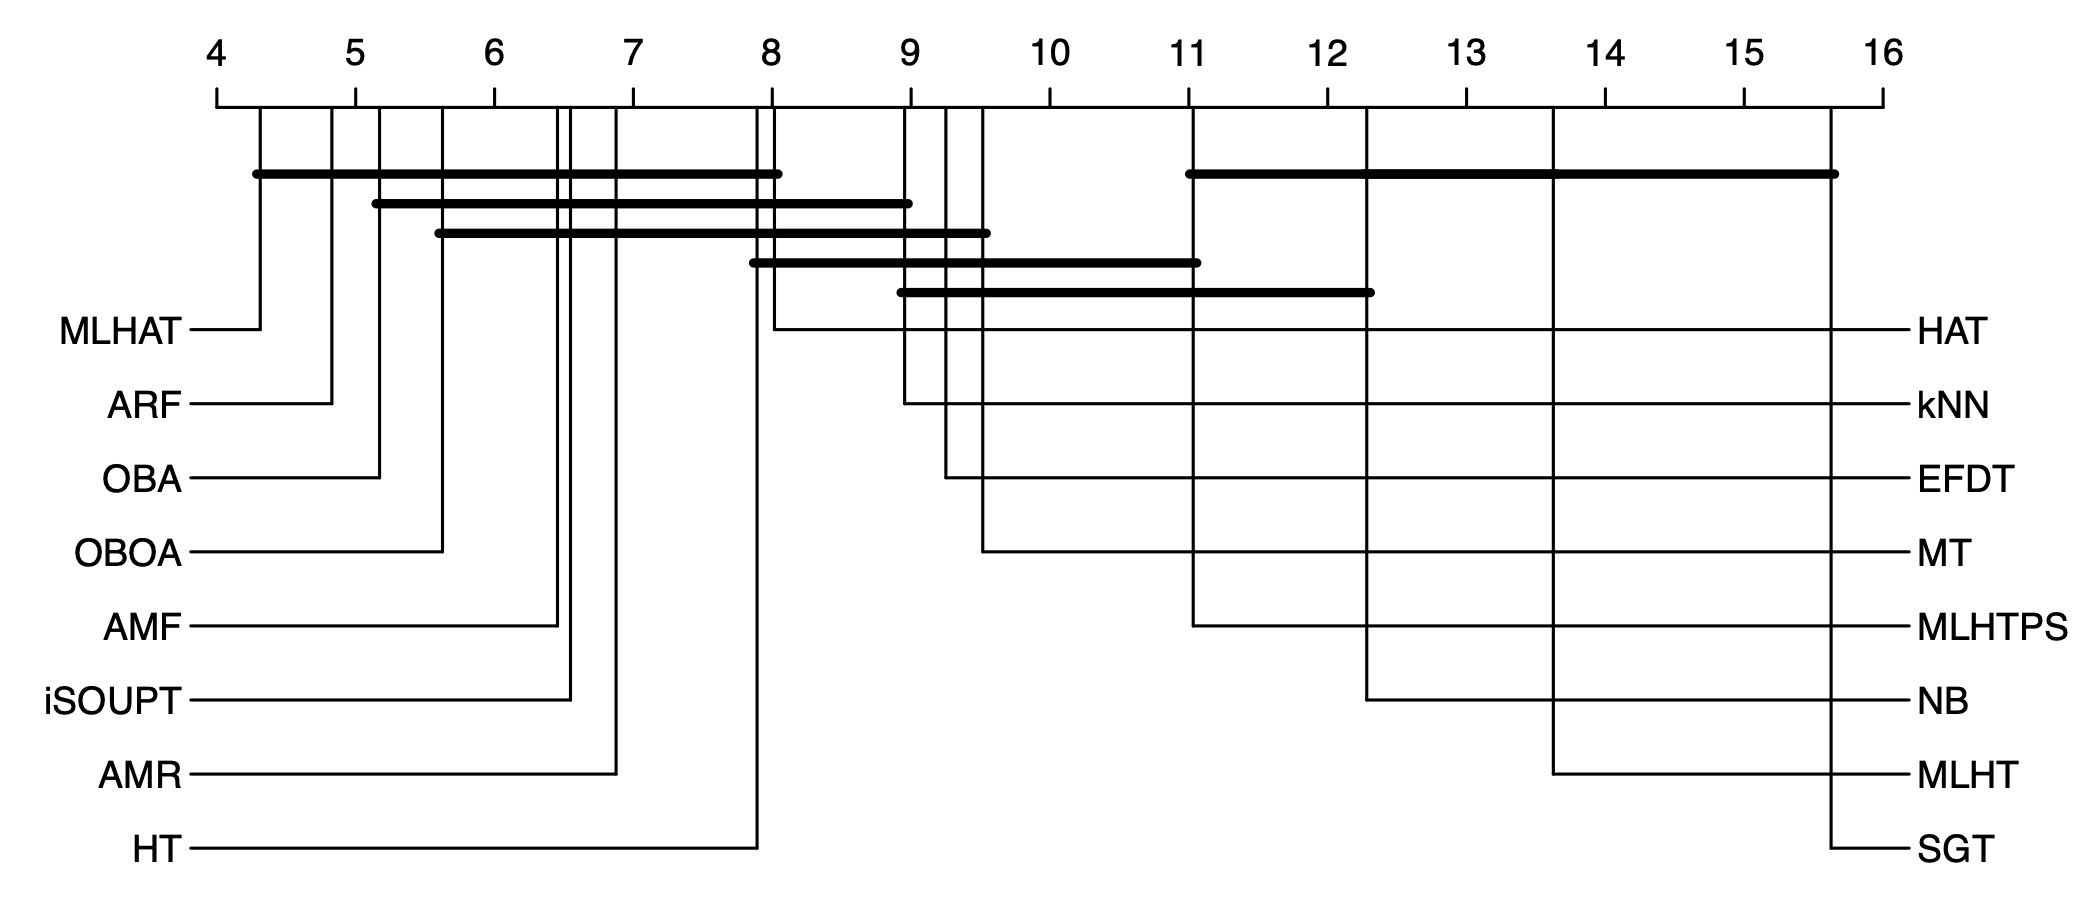 4 5 6 7 8 9 10 11 12 13 14 15 16
MLHAT HAT
ARF kNN
OBA EFDT
OBOA MT
AMF MLHTPS
iSOUPT NB
AMR MLHT
HT SGT